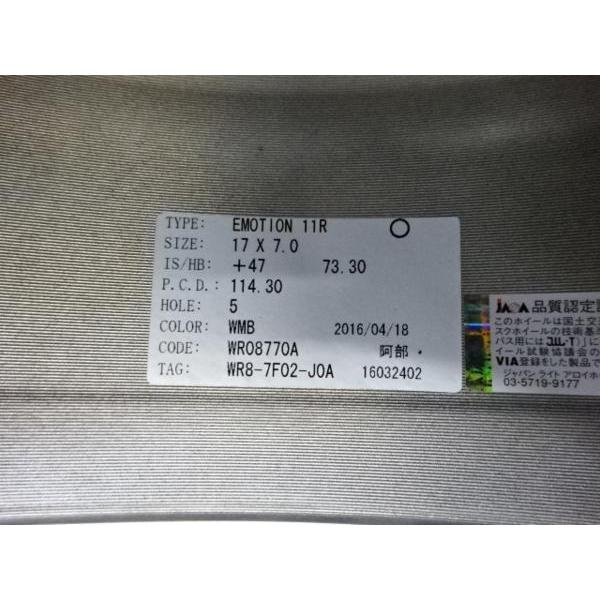 TYPE: EMOTION 11R
SIZE: 17 X 7.0
IS/HB: +47 73.30
P.C.D.: 114.30
HOLE: 5
COLOR: WMB 2016/04/18
CODE: WR08770A 阿部・
TAG: WR8-7F02-J0A 16032402
JAWA 品質認定
このホイールは国土交
スクホイールの技術基
バス用には JWL-T)」に
イール試験協議会の
VIA登録をした製品で
ジャパン ライト アロイホ
03-5719-9177